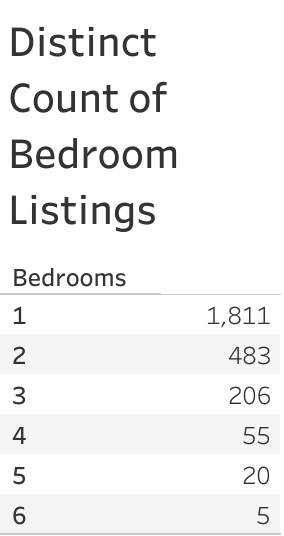 Distinct
Count of
Bedroom
Listings
Bedrooms
1 1,811
2 483
3 206
4 55
5 20
6 5